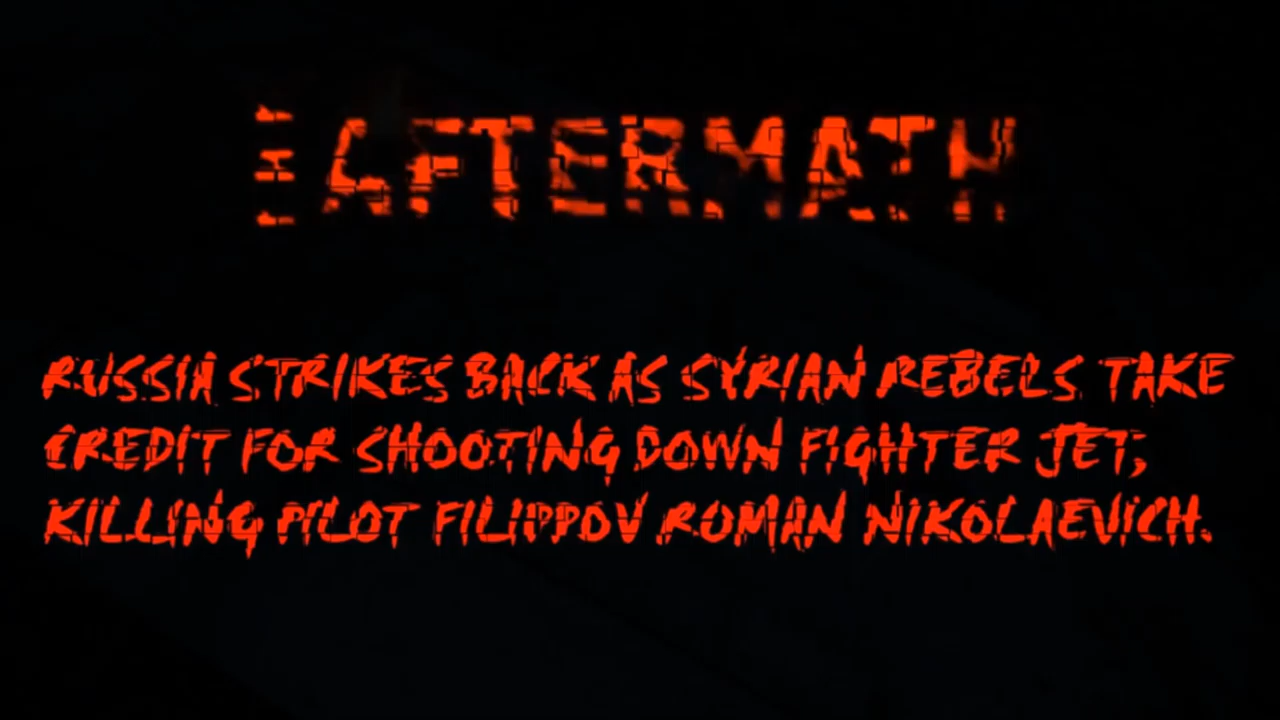 THE AFTERMATH
RUSSIA STRIKES BACK AS SYRIAN REBELS TAKE
CREDIT FOR SHOOTING DOWN FIGHTER JET;
KILLING PILOT FILIPPOV ROMAN NIKOLAEVICH.